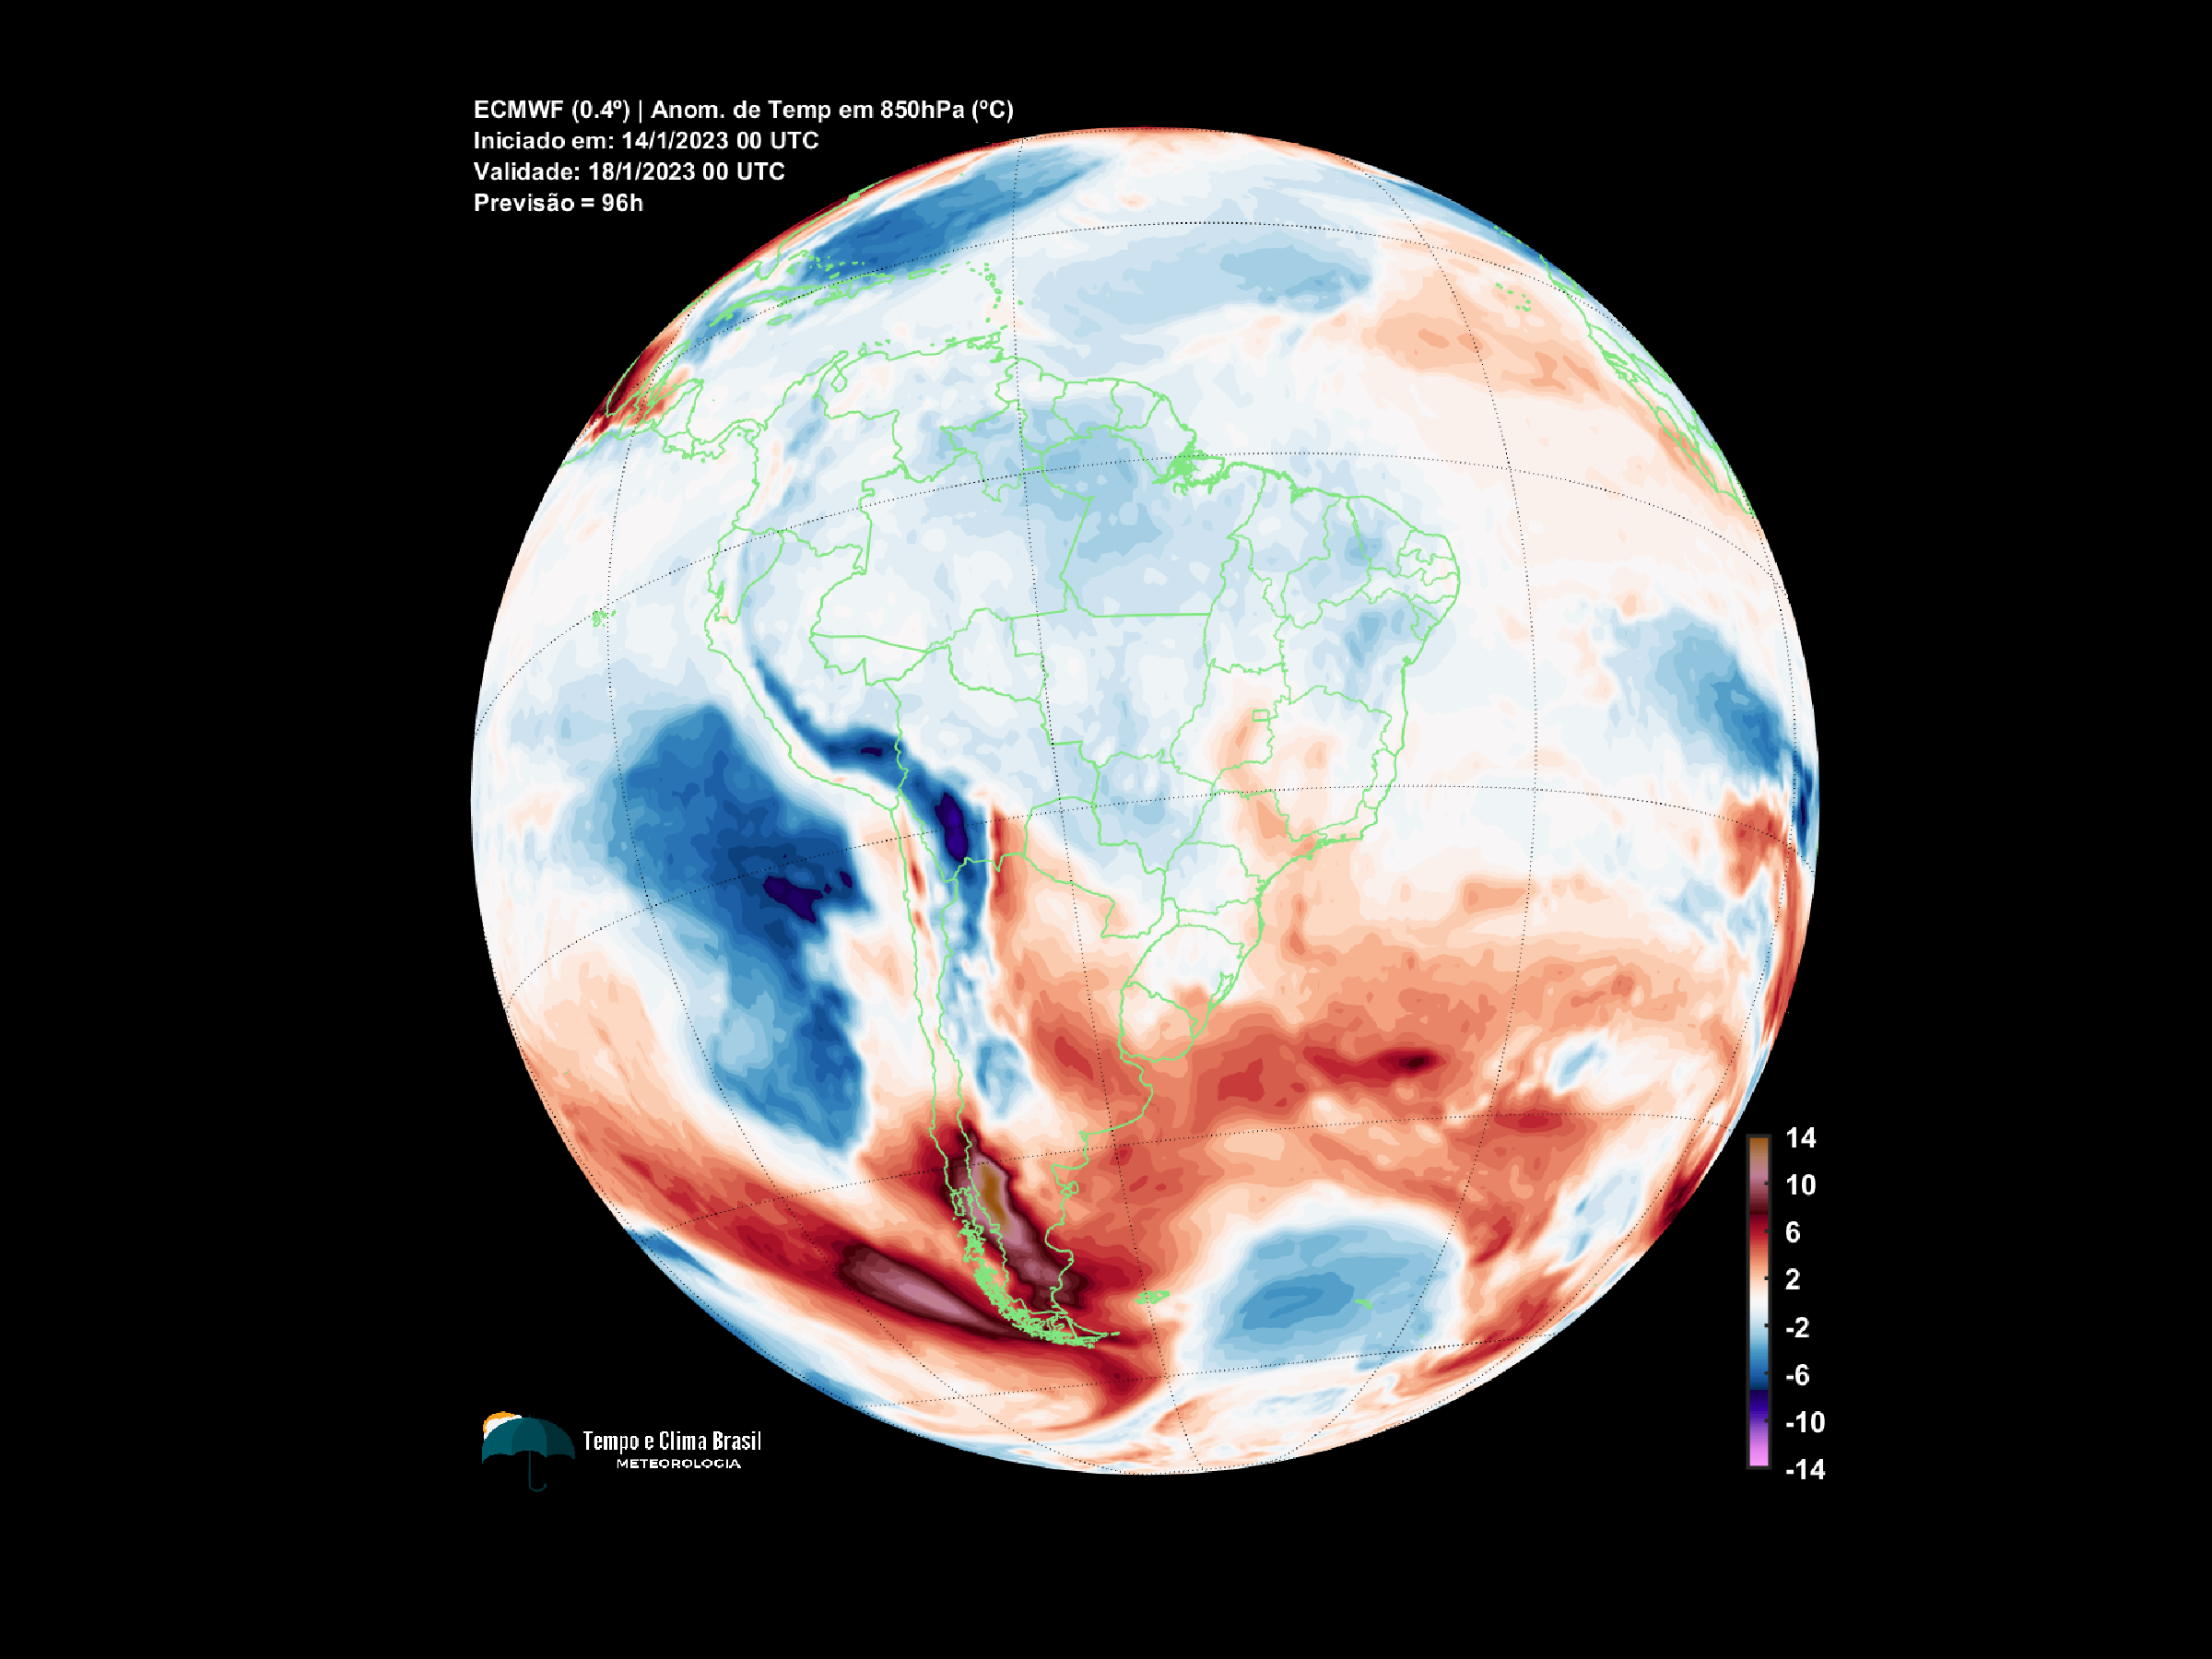 ECMWF (0.4º) | Anom. de Temp em 850hPa (ºC)
Iniciado em: 14/1/2023 00 UTC
Validade: 18/1/2023 00 UTC
Previsão = 96h
14
10
6
2
-2
-6
-10
-14
Tempo e Clima Brasil
METEOROLOGIA